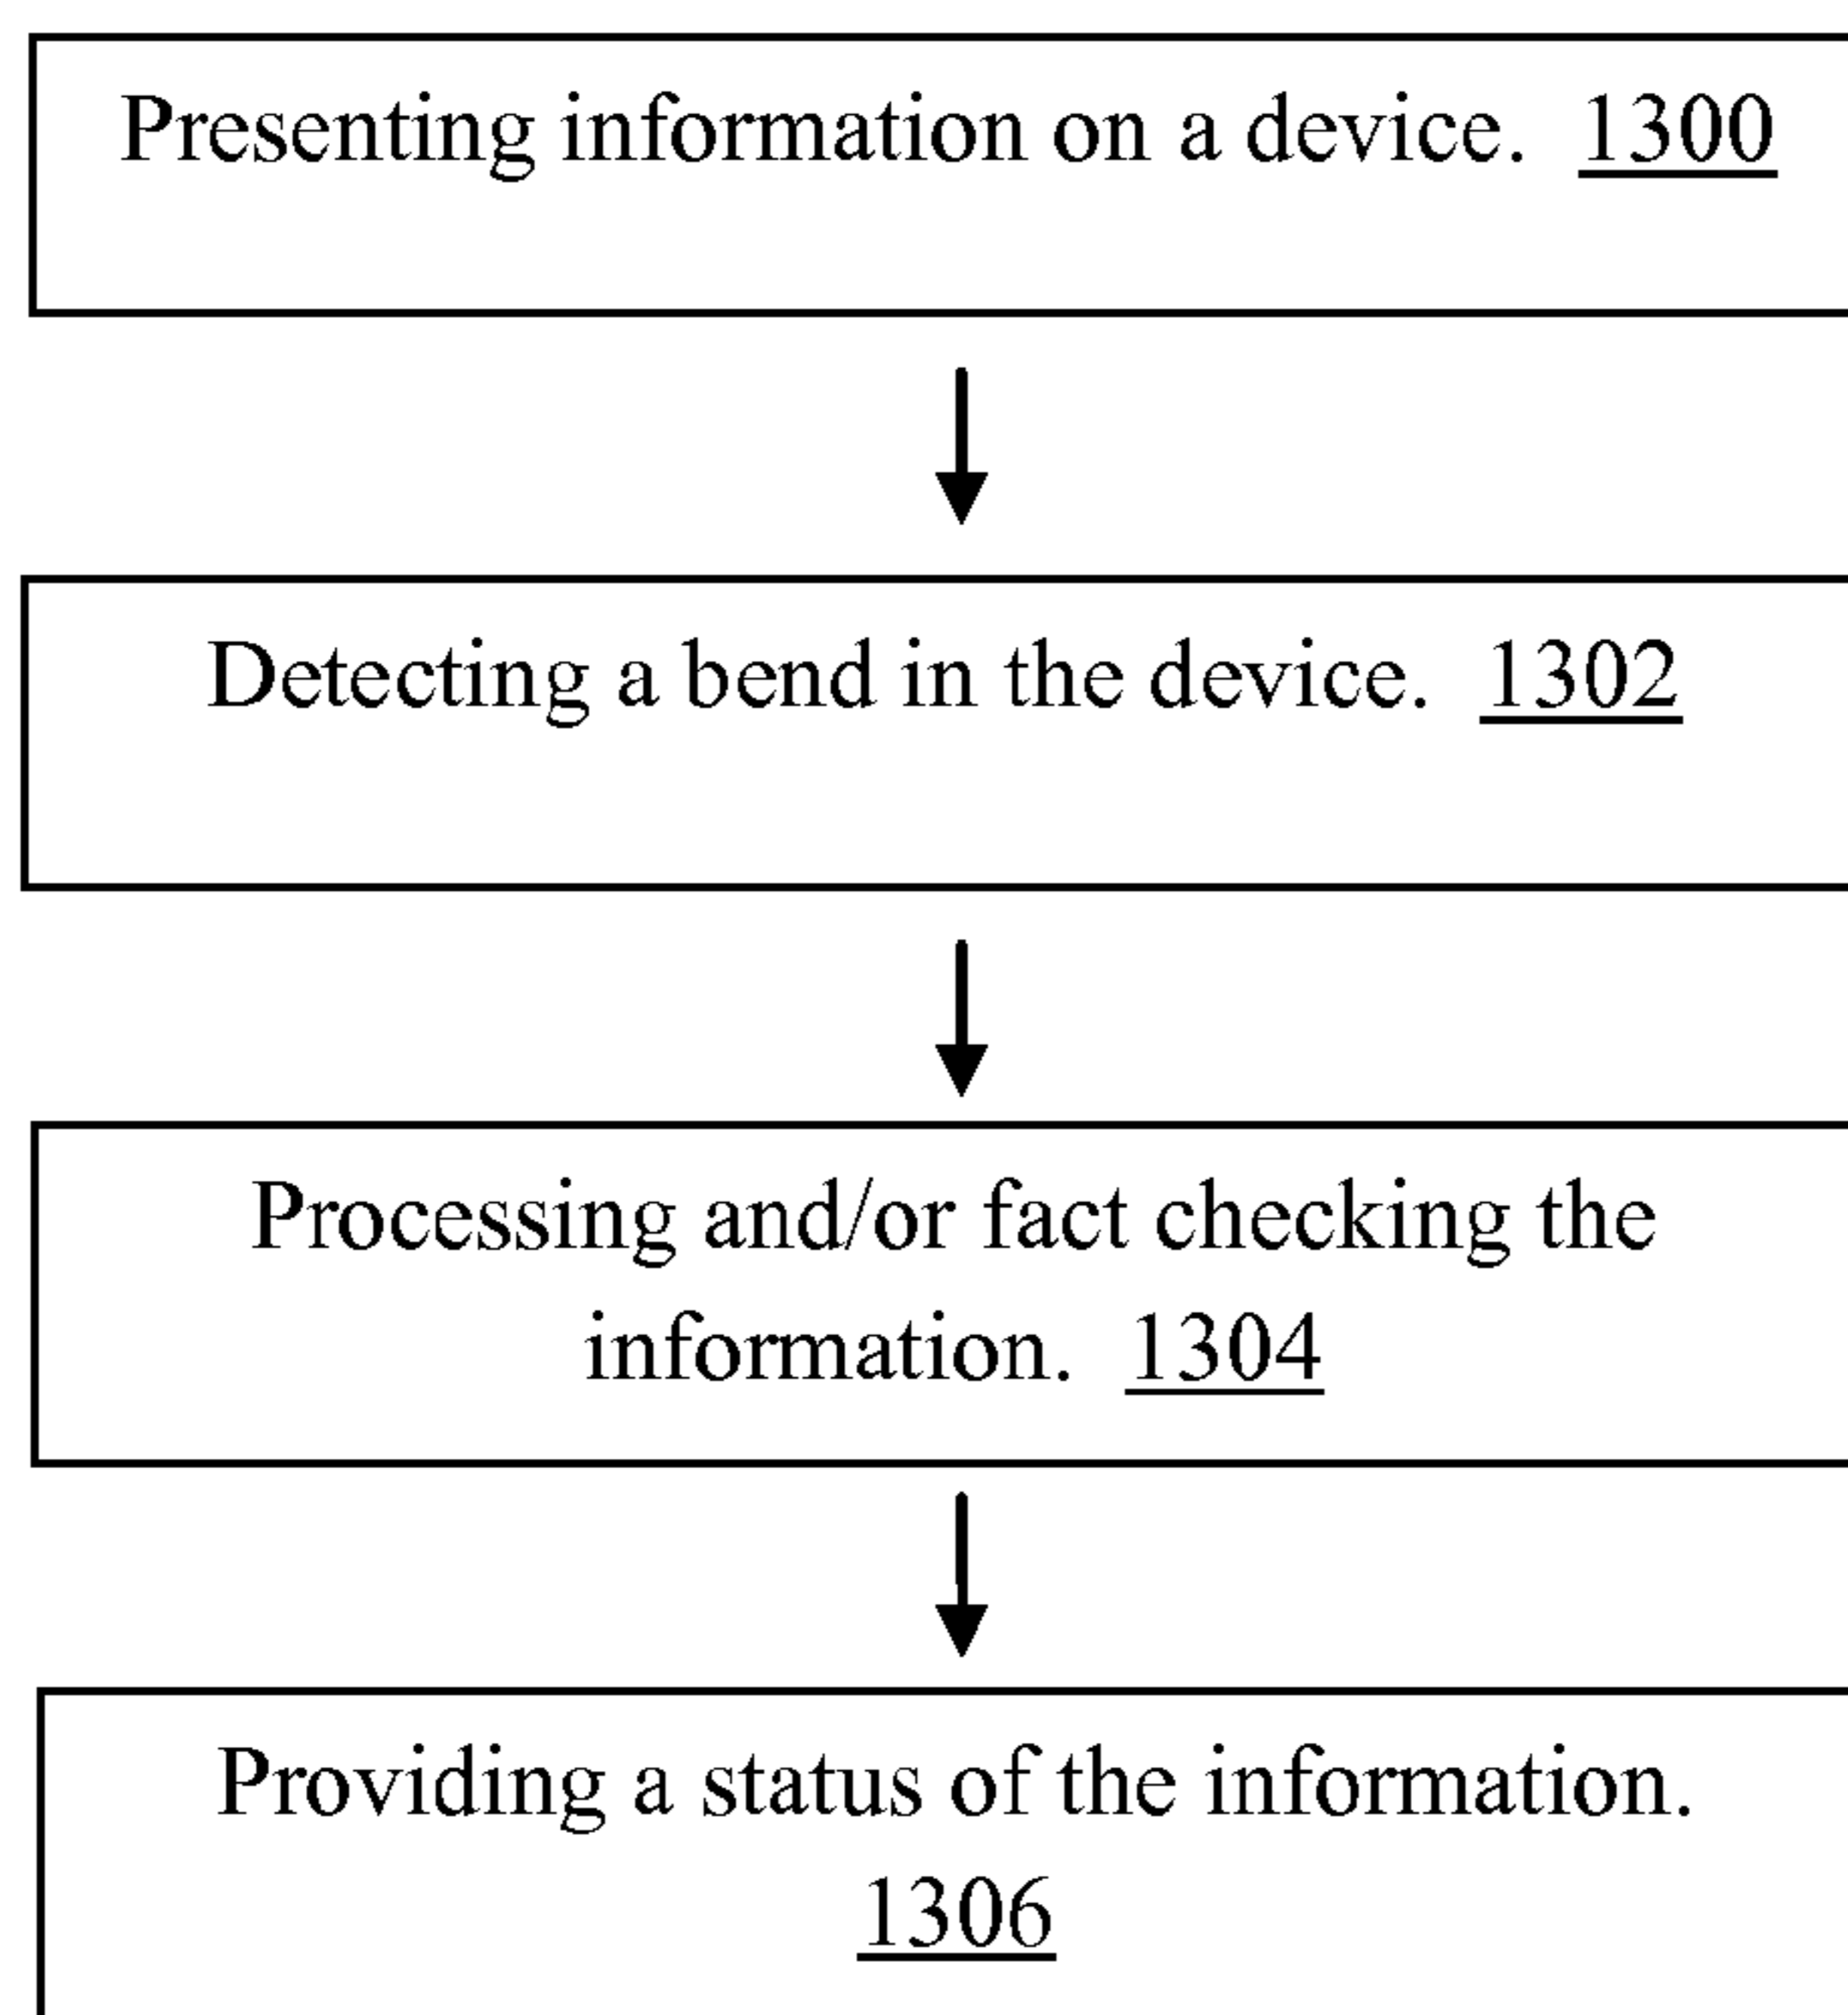 Presenting information on a device. 1300
Detecting a bend in the device. 1302
Processing and/or fact checking the
information. 1304
Providing a status of the information.
1306